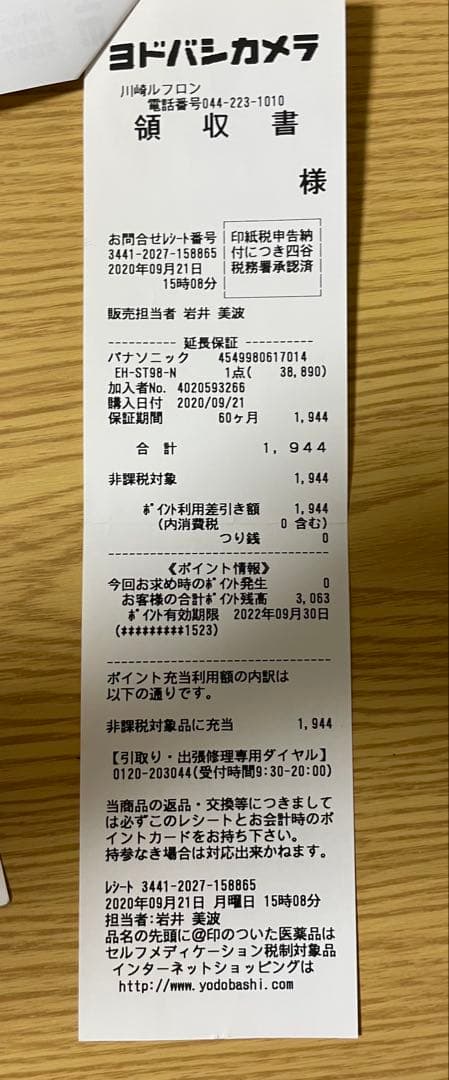 ヨドバシカメラ
川崎ルフロン
電話番号044-223-1010
領 収 書
様
お問合せﾚｼｰﾄ番号
3441-2027-158865
2020年09月21日
15時08分
印紙税申告納
付につき四谷
税務署承認済
販売担当者 岩井 美波
---------- 延長保証 ----------
パナソニック 4549980617014
EH-ST98-N 1点( 38,890)
加入者No. 4020593266
購入日付 2020/09/21
保証期間 60ヶ月 1,944
合 計 1,944
非課税対象 1,944
ﾎﾟｲﾝﾄ利用差引き額 1,944
(内消費税 0 含む)
つり銭 0
--------------------------------
《ポイント情報》
今回お求め時のﾎﾟｲﾝﾄ発生 0
お客様の合計ﾎﾟｲﾝﾄ残高 3,063
ﾎﾟｲﾝﾄ有効期限 2022年09月30日
(*********1523)
--------------------------------
ポイント充当利用額の内訳は
以下の通りです。
非課税対象品に充当 1,944
【引取り・出張修理専用ダイヤル】
0120-203044(受付時間9:30-20:00)
当商品の返品・交換等につきまして
は必ずこのレシートとお会計時のポ
イントカードをお持ち下さい。
持参なき場合は対応出来かねます。
ﾚｼｰﾄ 3441-2027-158865
2020年09月21日 月曜日 15時08分
担当者:岩井 美波
品名の先頭に@印のついた医薬品は
セルフメディケーション税制対象品
インターネットショッピングは
http://www.yodobashi.com